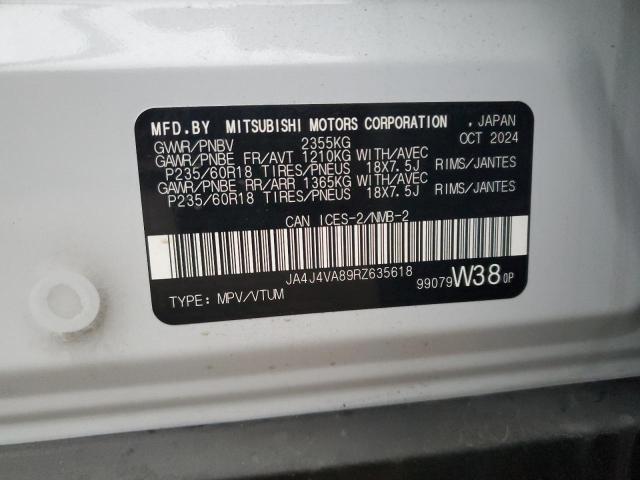 MFD.BY MITSUBISHI MOTORS CORPORATION , JAPAN
GVWR/PNBV 2355KG OCT 2024
GAWR/PNBE FR/AVT 1210KG WITH/AVEC
P235/60R18 TIRES/PNEUS 18X7.5J RIMS/JANTES
GAWR/PNBE RR/ARR 1365KG WITH/AVEC
P235/60R18 TIRES/PNEUS 18X7.5J RIMS/JANTES
CAN ICES-2/NMB-2
JA4J4VA89RZ635618
TYPE: MPV/VTUM 99079 W38 0P